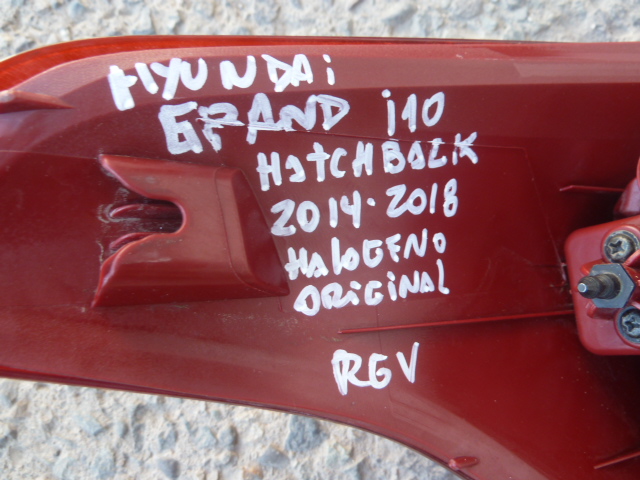 HYUNDAi
GRAND i10
HATCHBACK
2014-2018
HALOGENO
ORIGINAL
RGV